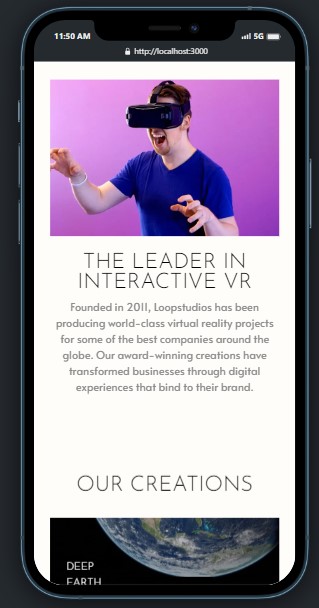 11:50 AM
5G
http://localhost:3000
THE LEADER IN
INTERACTIVE VR
Founded in 2011, Loopstudios has been
producing world-class virtual reality projects
for some of the best companies around the
globe. Our award-winning creations have
transformed businesses through digital
experiences that bind to their brand.
OUR CREATIONS
DEEP
EARTH